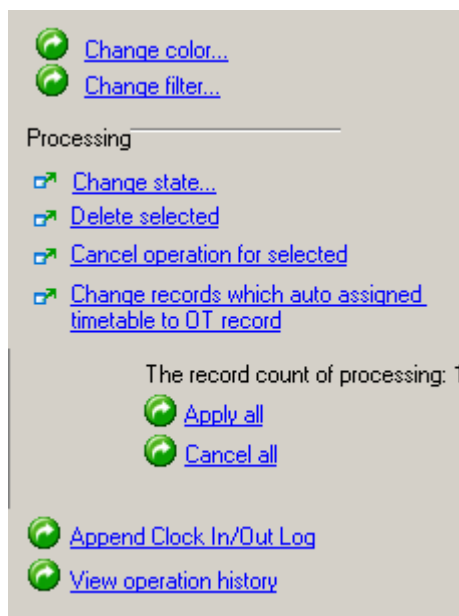 Change color...
Change filter...
Processing
Change state...
Delete selected
Cancel operation for selected
Change records which auto assigned
timetable to OT record
The record count of processing: 1
Apply all
Cancel all
Append Clock In/Out Log
View operation history